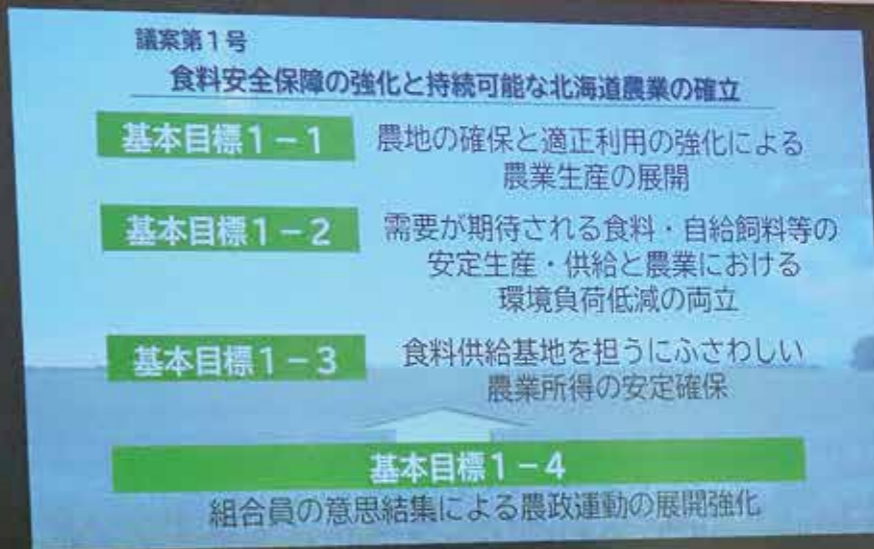 議案第1号
食料安全保障の強化と持続可能な北海道農業の確立
基本目標1－1
農地の確保と適正利用の強化による
農業生産の展開
基本目標1－2
需要が期待される食料・自給飼料等の
安定生産・供給と農業における
環境負荷低減の両立
基本目標1－3
食料供給基地を担うにふさわしい
農業所得の安定確保
基本目標1－4
組合員の意思結集による農政運動の展開強化